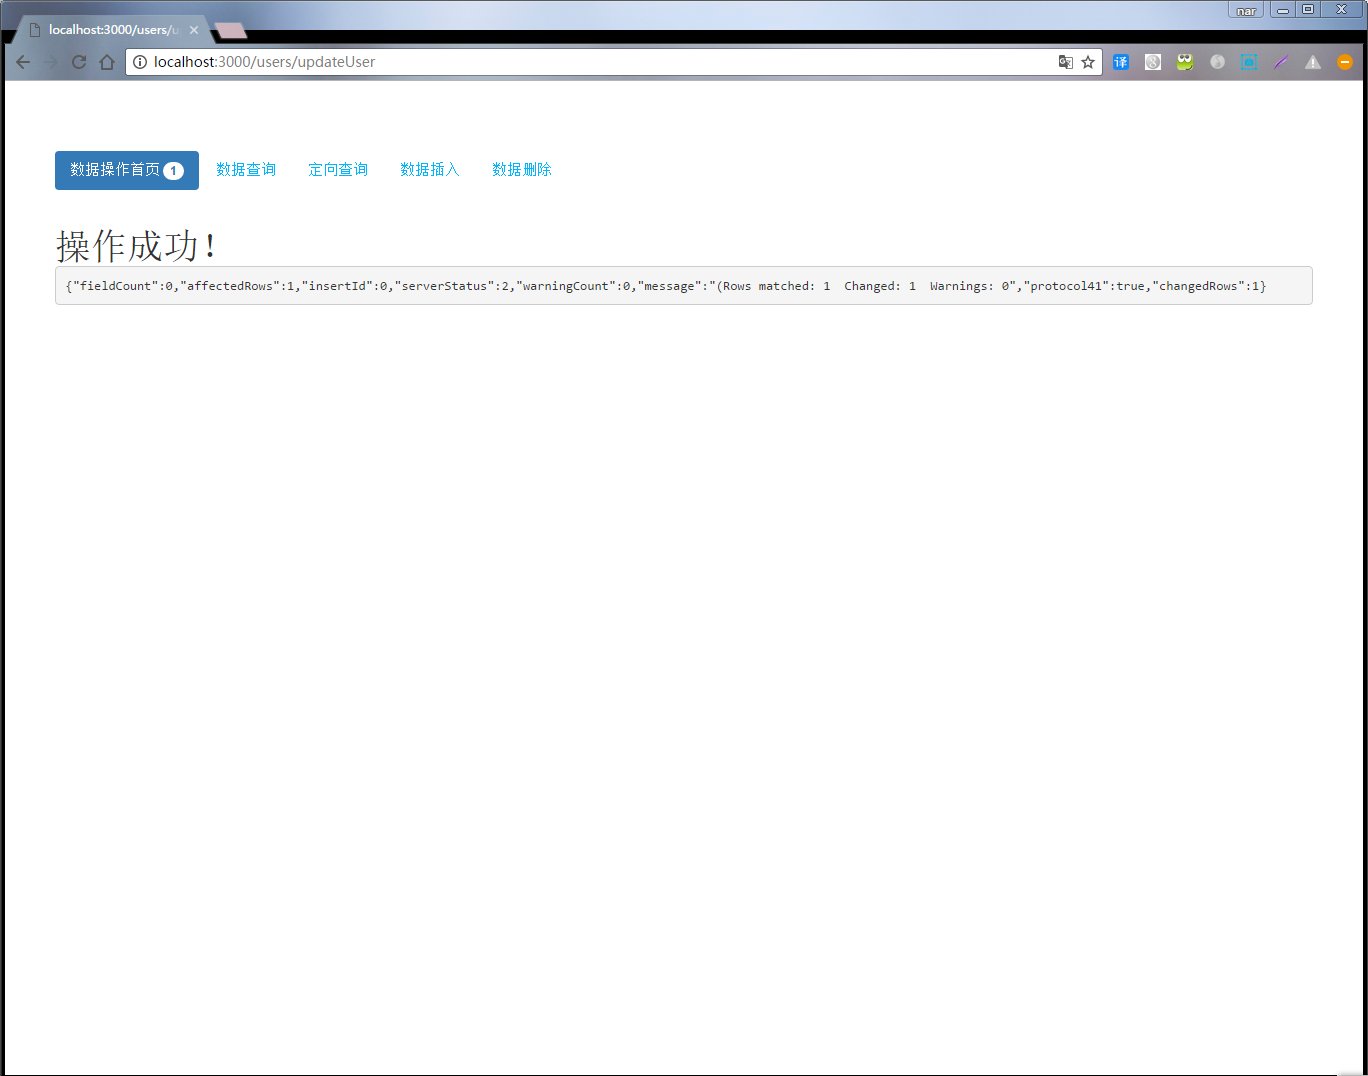 nar
localhost:3000/users/u
localhost:3000/users/updateUser
译
数据操作首页 1 数据查询 定向查询 数据插入 数据删除
操作成功！
{"fieldCount":0,"affectedRows":1,"insertId":0,"serverStatus":2,"warningCount":0,"message":"(Rows matched: 1  Changed: 1  Warnings: 0","protocol41":true,"changedRows":1}